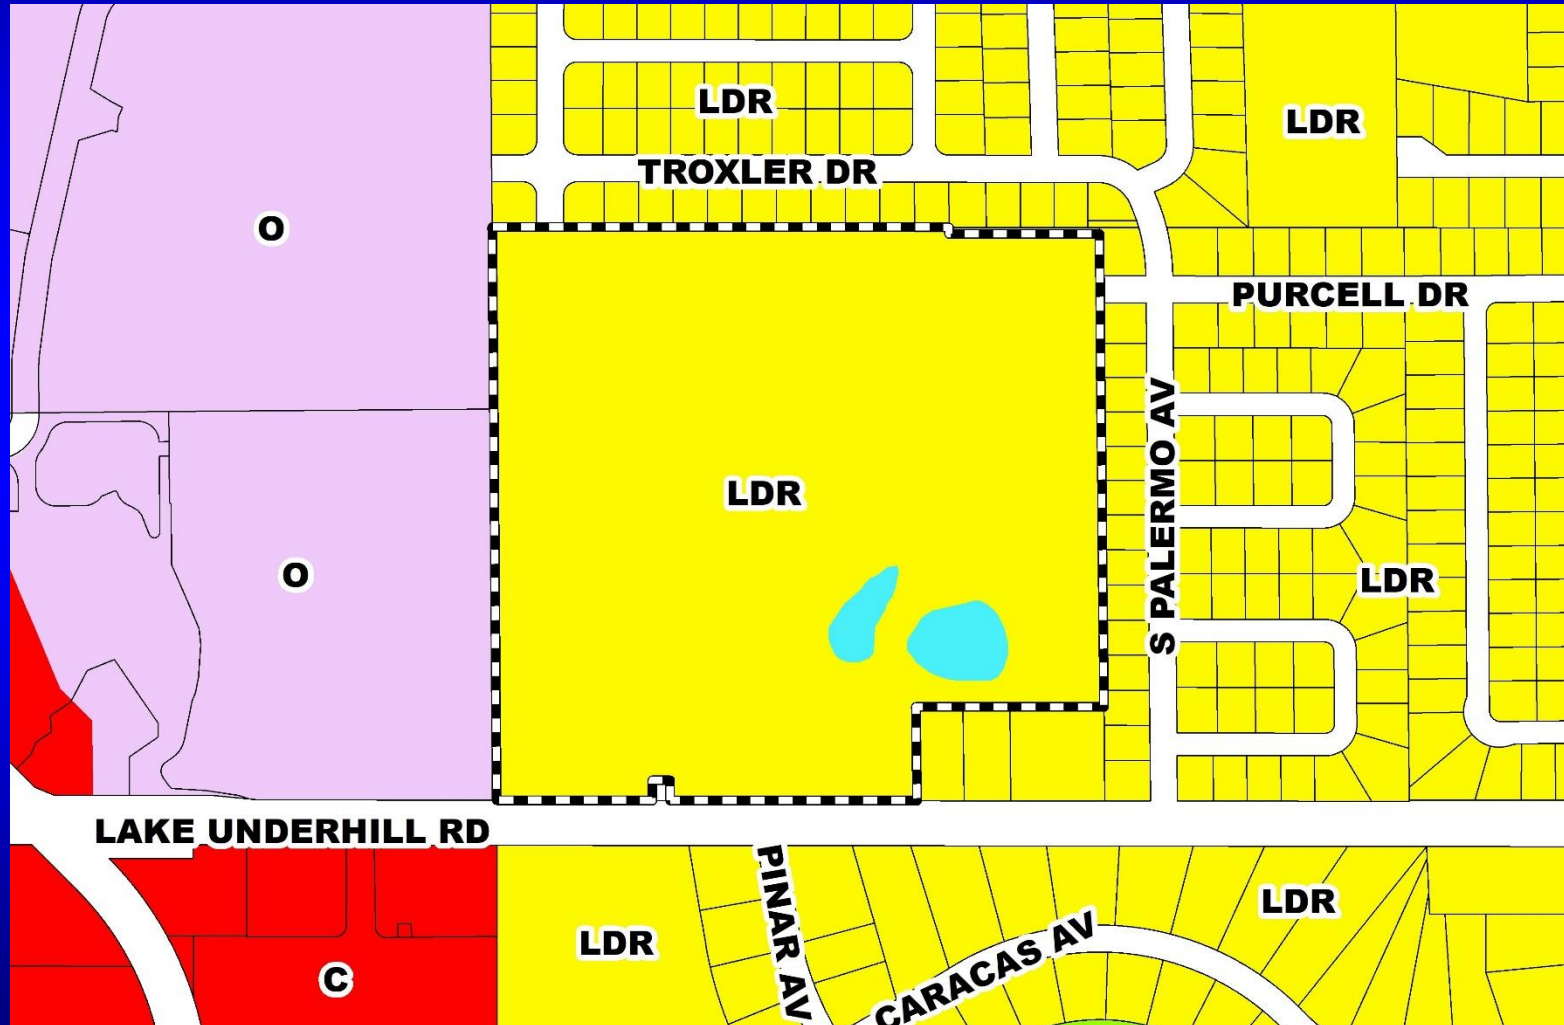 LDR
LDR
TROXLER DR
O
PURCELL DR
LDR
S PALERMO AV
O
LDR
LAKE UNDERHILL RD
PINAR AV
LDR
LDR
CARACAS AV
C